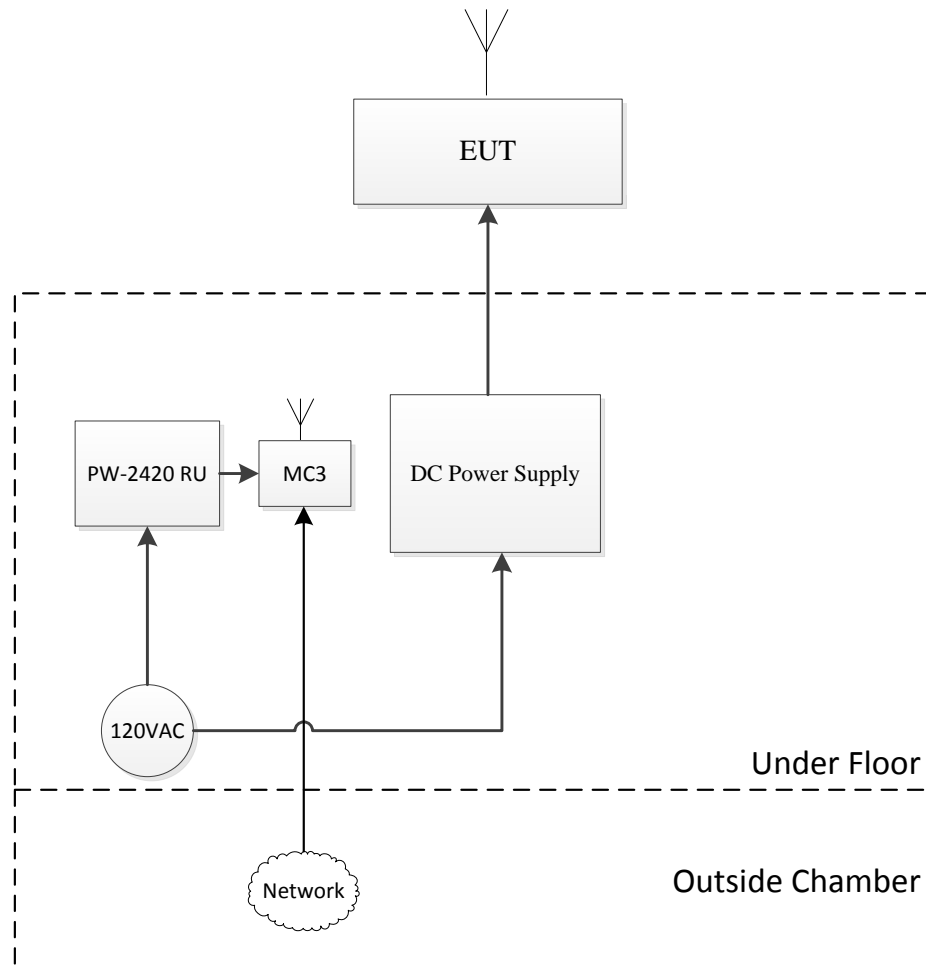 EUT
PW-2420 RU
MC3
DC Power Supply
120VAC
Under Floor
Network
Outside Chamber